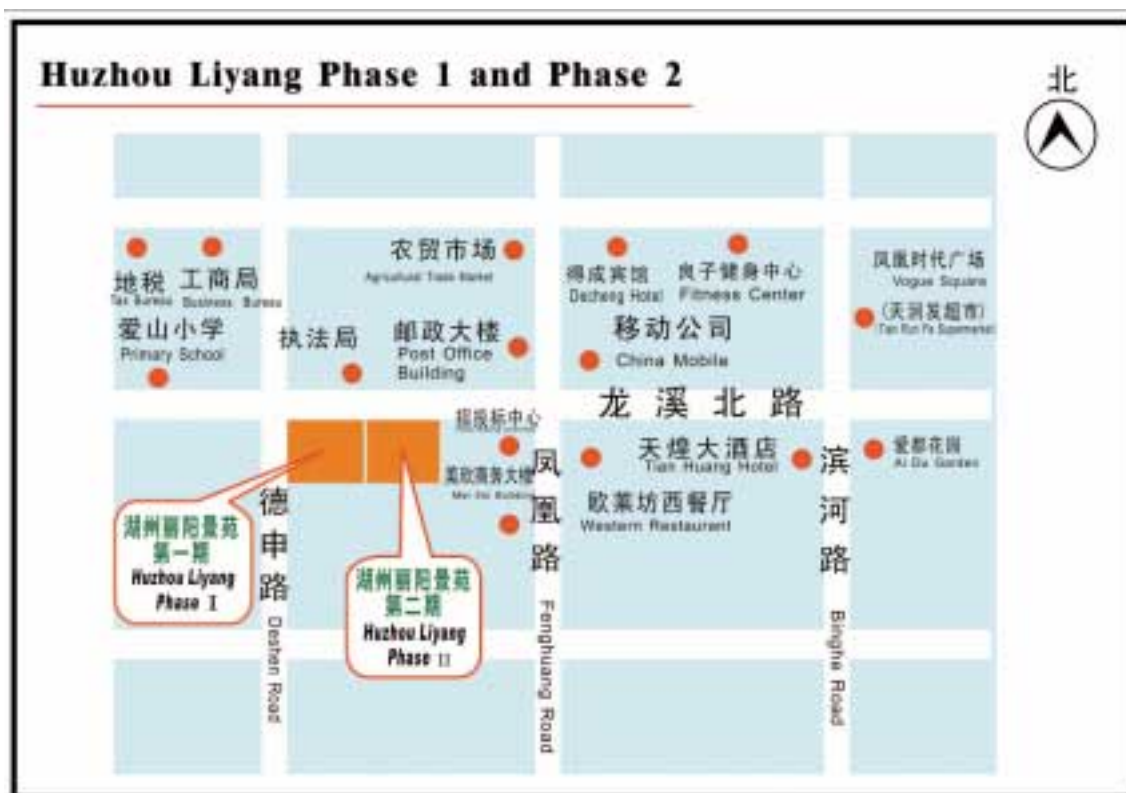 Huzhou Liyang Phase 1 and Phase 2
北
地税
Tax Bureau
工商局
Business Bureau
农贸市场
Agricultural Trade Market
得成宾馆
Decheng Hotel
良子健身中心
Fitness Center
凤凰时代广场
Vogue Square
(天润发超市)
Tian Run Fa Supermarket
爱山小学
Primary School
执法局
邮政大楼
Post Office
Building
移动公司
China Mobile
龙溪北路
招投标中心
天煌大酒店
Tian Huang Hotel
爱都花园
Ai Du Garden
商务大楼
欧莱坊西餐厅
Western Restaurant
德申路
Deshen Road
凤凰路
Fenghuang Road
滨河路
Binghe Road
湖州丽阳景苑
第一期
Huzhou Liyang
Phase I
湖州丽阳景苑
第二期
Huzhou Liyang
Phase II